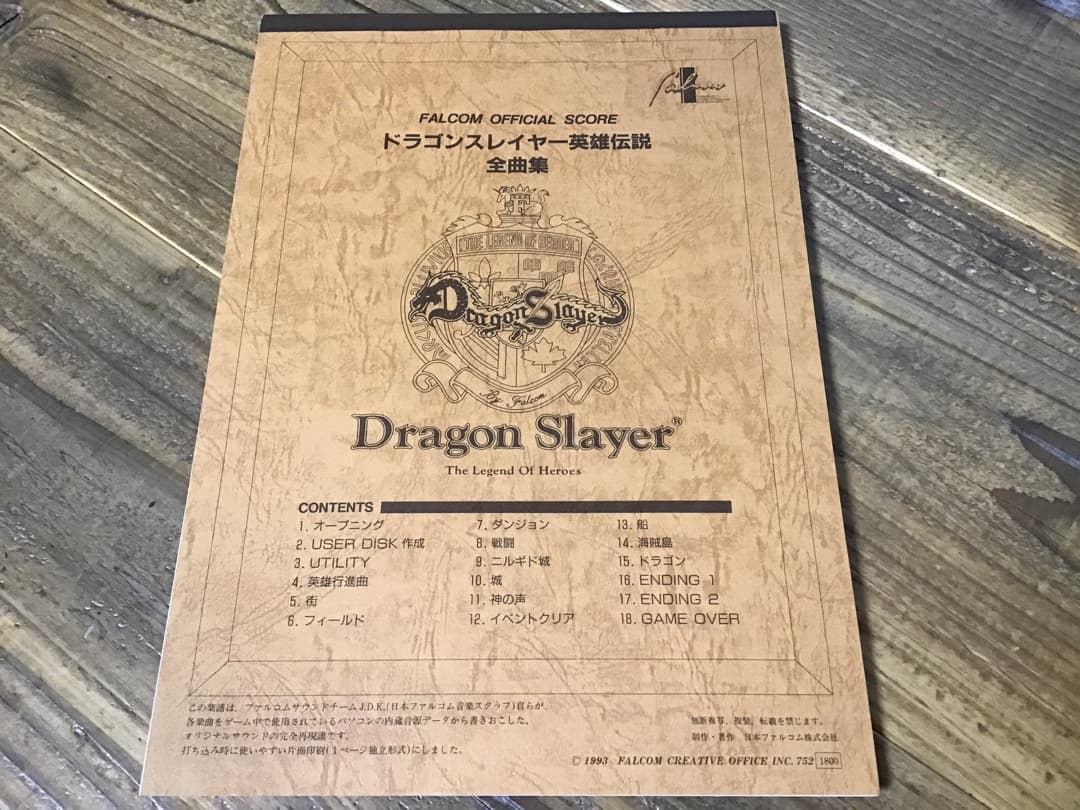 Falcom
FALCOM OFFICIAL SCORE
ドラゴンスレイヤー英雄伝説
全曲集
THE LEGEND OF HEROES
Dragon Slayer
By Falcom
Dragon Slayer®
The Legend Of Heroes
CONTENTS
1. オープニング
2. USER DISK 作成
3. UTILITY
4. 英雄行進曲
5. 街
6. フィールド
7. ダンジョン
8. 戦闘
9. ニルギド城
10. 城
11. 神の声
12. イベントクリア
13. 船
14. 海賊島
15. ドラゴン
16. ENDING 1
17. ENDING 2
18. GAME OVER
この楽譜は、ファルコムサウンドチームJ.D.K.(日本ファルコム音楽スタッフ)自らが、
各楽曲をゲーム中で使用されているパソコンの内蔵音源データから書きおこした、
オリジナルサウンドの完全再現譜です。
打ち込み時に使いやすい片面印刷(1ページ独立形式)にしました。
無断複写、複製、転載を禁じます。
制作・著作 日本ファルコム株式会社
© 1993 FALCOM CREATIVE OFFICE INC. 752 1800